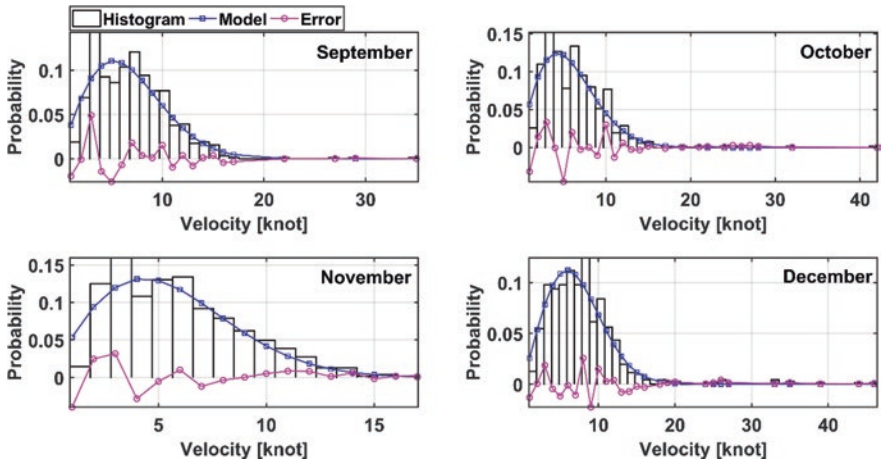 Histogram Model Error
September
Probability
0.1
0.05
0
10 20 30
Velocity [knot]
October
Probability
0.15
0.1
0.05
0
10 20 30 40
Velocity [knot]
November
Probability
0.15
0.1
0.05
0
5 10 15
Velocity [knot]
December
Probability
0.1
0.05
0
10 20 30 40
Velocity [knot]